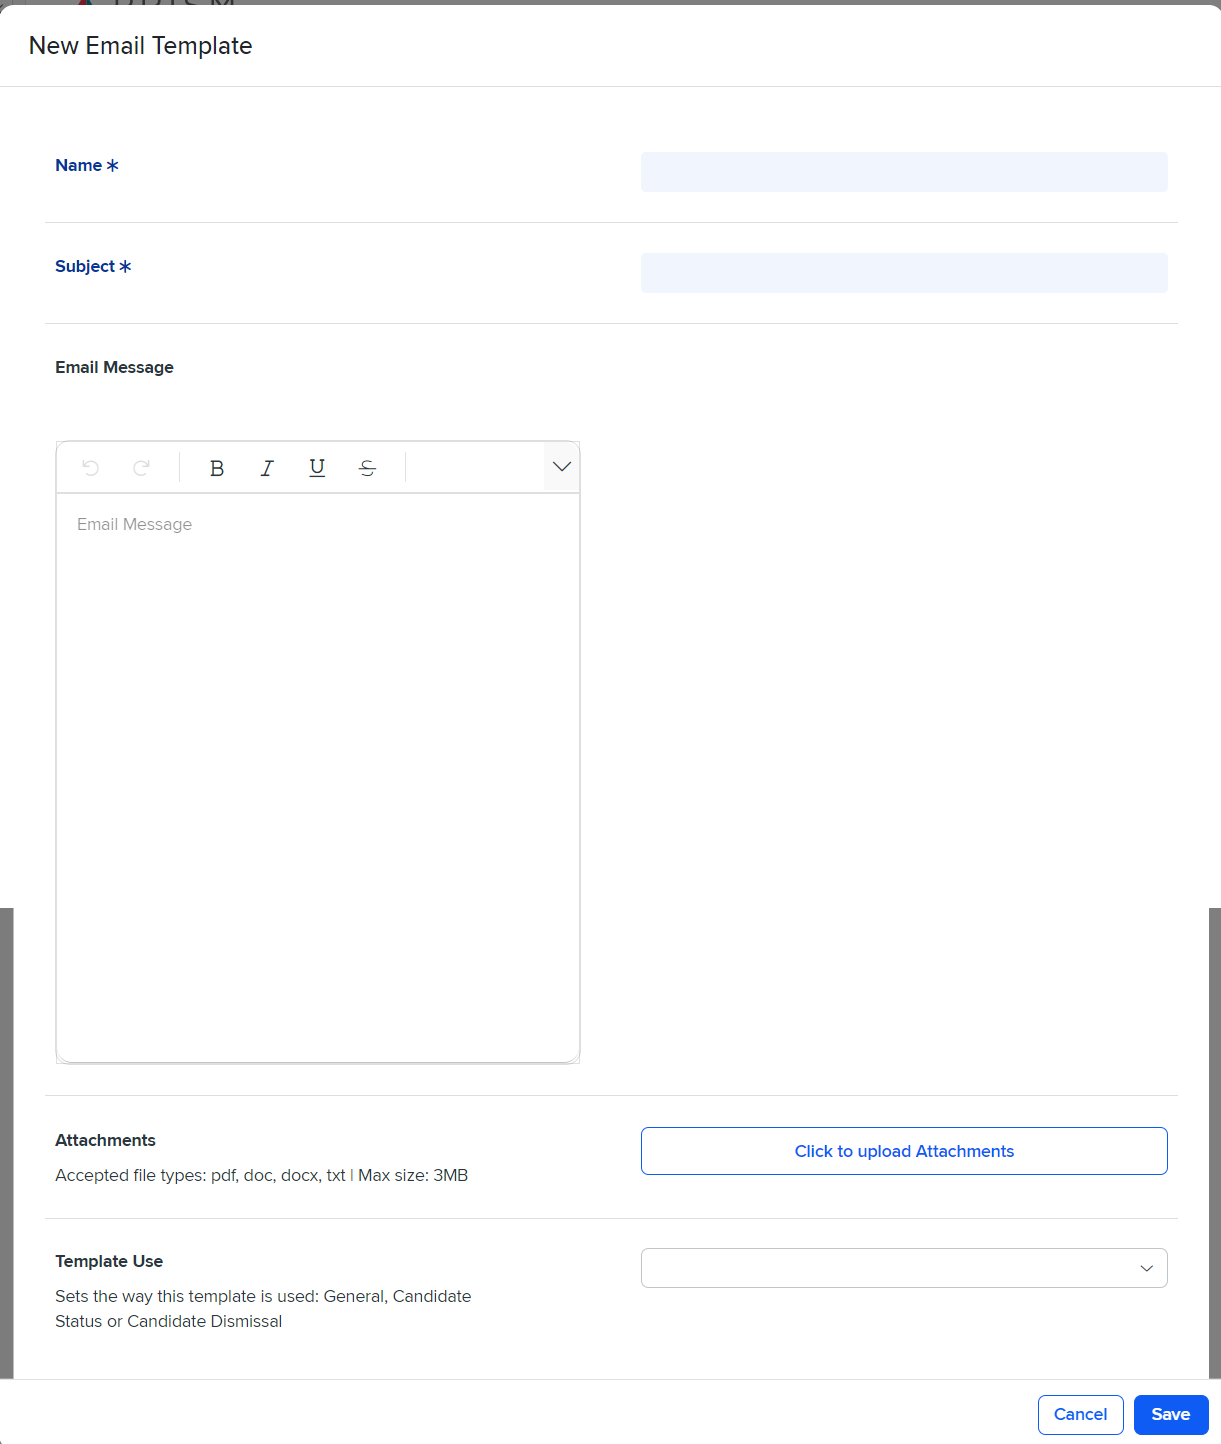 New Email Template
Name *
Subject *
Email Message
B I U S
Email Message
Attachments
Click to upload Attachments
Accepted file types: pdf, doc, docx, txt | Max size: 3MB
Template Use
Sets the way this template is used: General, Candidate
Status or Candidate Dismissal
Cancel Save